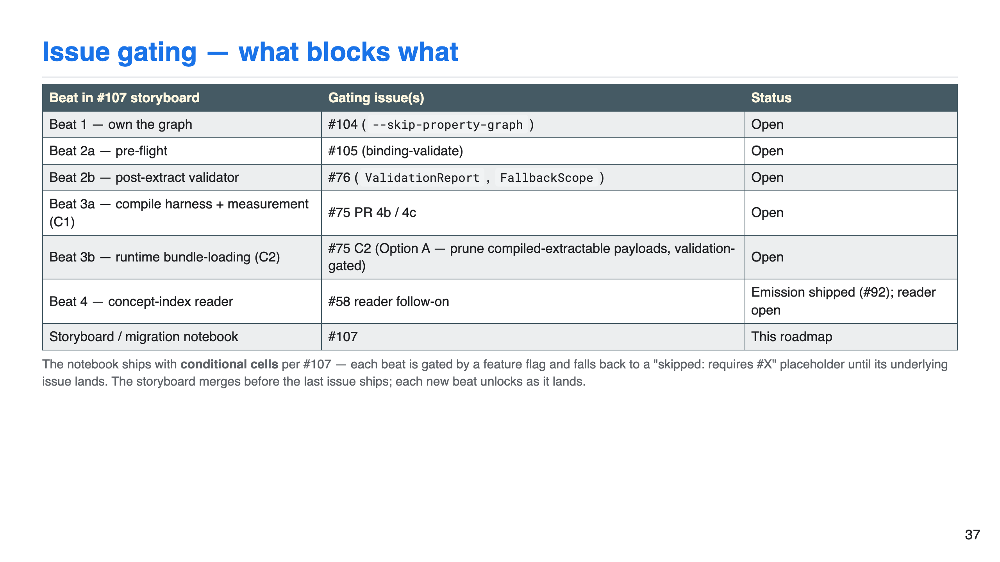 Issue gating — what blocks what
Beat in #107 storyboard
Gating issue(s)
Status
Beat 1 — own the graph
#104 ( --skip-property-graph )
Open
Beat 2a — pre-flight
#105 (binding-validate)
Open
Beat 2b — post-extract validator
#76 ( ValidationReport , FallbackScope )
Open
Beat 3a — compile harness + measurement
(C1)
#75 PR 4b / 4c
Open
Beat 3b — runtime bundle-loading (C2)
#75 C2 (Option A — prune compiled-extractable payloads, validation-
gated)
Open
Beat 4 — concept-index reader
#58 reader follow-on
Emission shipped (#92); reader
open
Storyboard / migration notebook
#107
This roadmap
The notebook ships with conditional cells per #107 — each beat is gated by a feature flag and falls back to a "skipped: requires #X" placeholder until its underlying
issue lands. The storyboard merges before the last issue ships; each new beat unlocks as it lands.
37